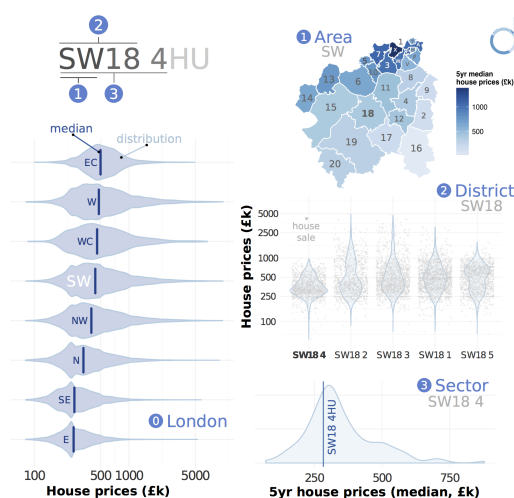 2
SW18 4HU
1
3
median
distribution
EC
W
WC
SW
NW
N
SE
E
0 London
100
500
1000
5000
House prices (£k)
1 Area
SW
1
7
3
5
10
6
13
14
15
11
8
9
4
2
18
12
19
17
16
20
5yr median
house prices (£k)
1000
500
2 District
SW18
House prices (£k)
5000
2500
1000
500
250
100
house
sale
SW18 4
SW18 2
SW18 3
SW18 1
SW18 5
3 Sector
SW18 4
SW18 4HU
250
500
750
5yr house prices (median, £k)